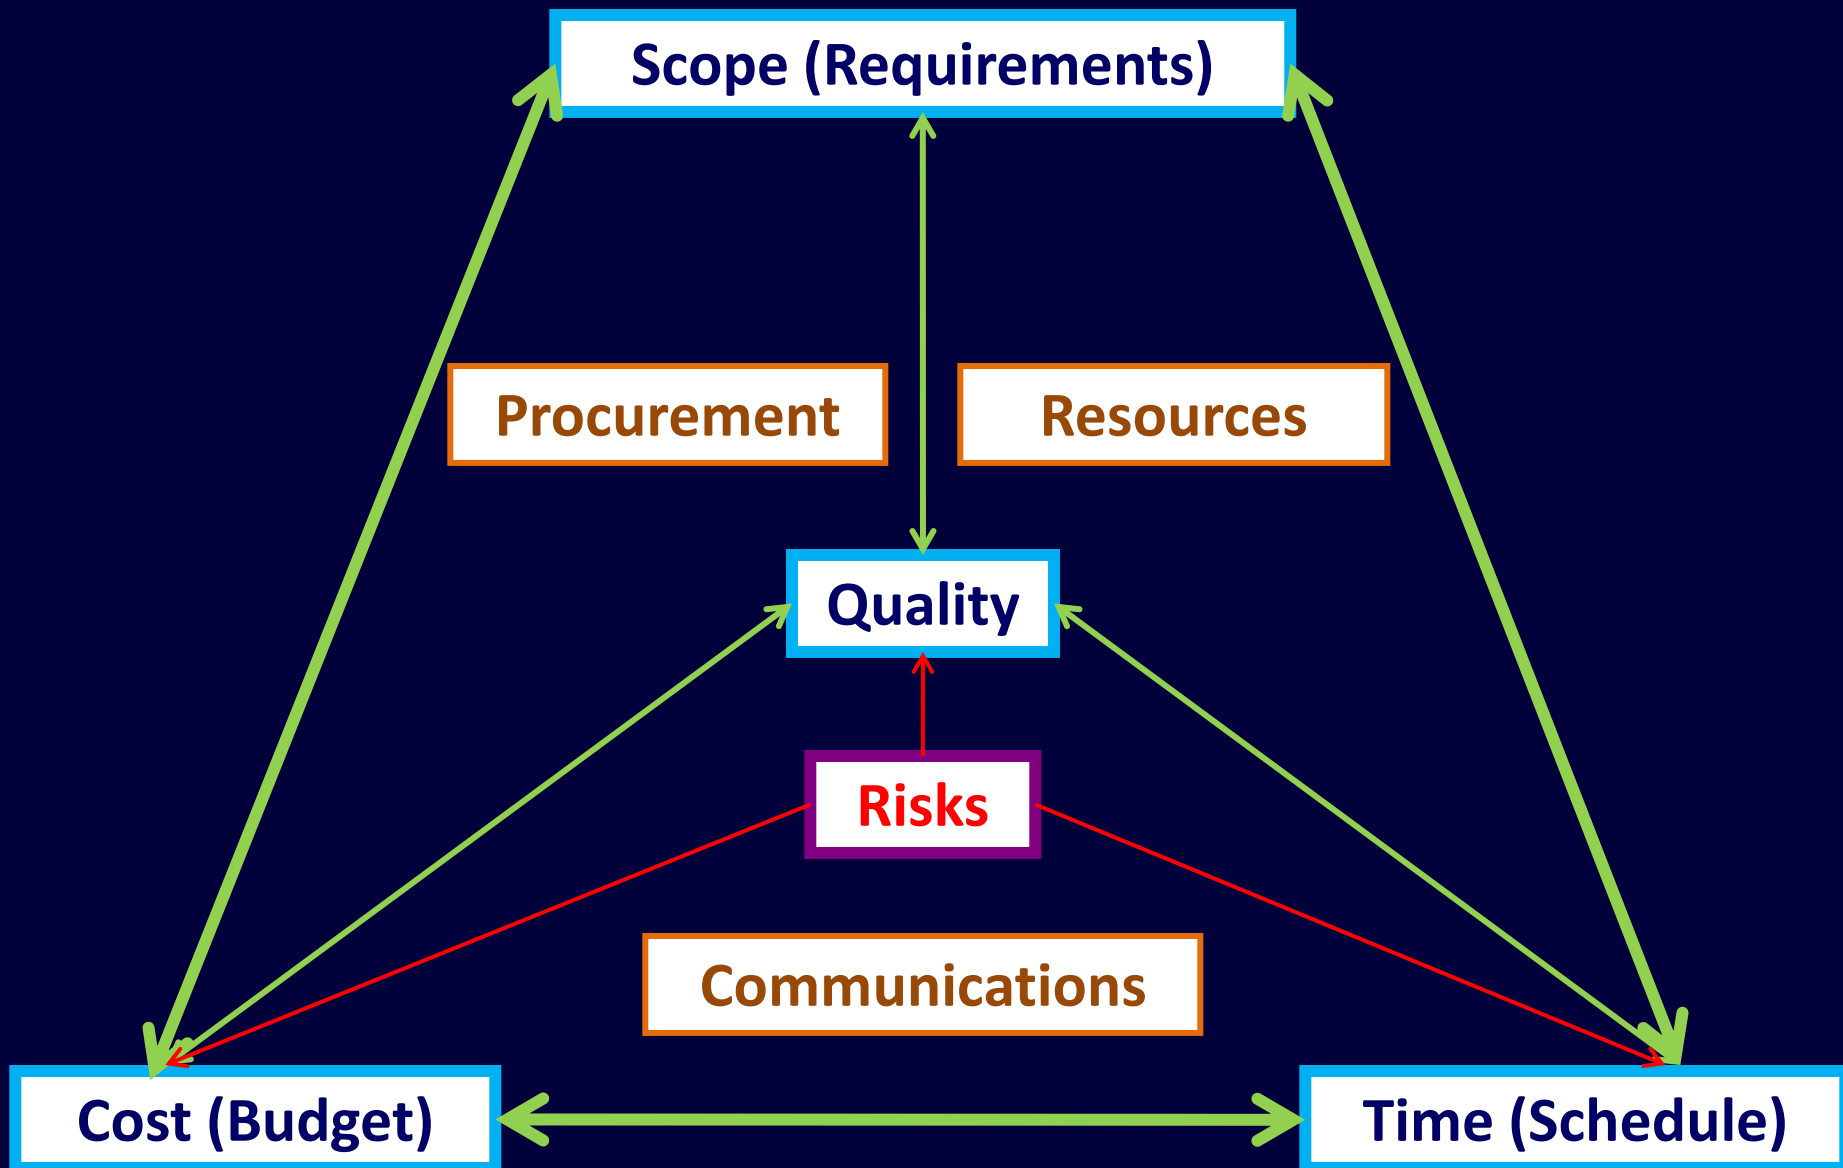 Scope (Requirements)
Procurement
Resources
Quality
Risks
Communications
Cost (Budget)
Time (Schedule)